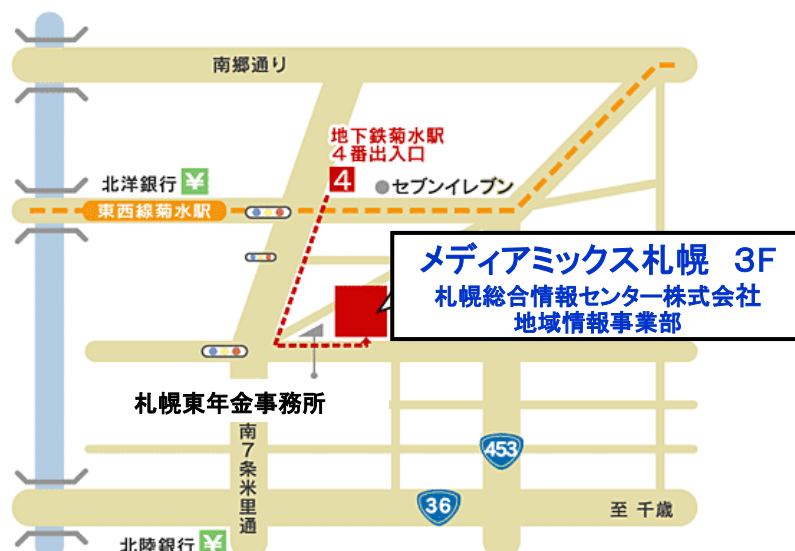 南郷通り
地下鉄菊水駅
4番出入口
4
北洋銀行 ¥
セブンイレブン
東西線菊水駅
メディアミックス札幌 3F
札幌総合情報センター株式会社
地域情報事業部
札幌東年金事務所
南7条米里通
453
36
至 千歳
北陸銀行 ¥